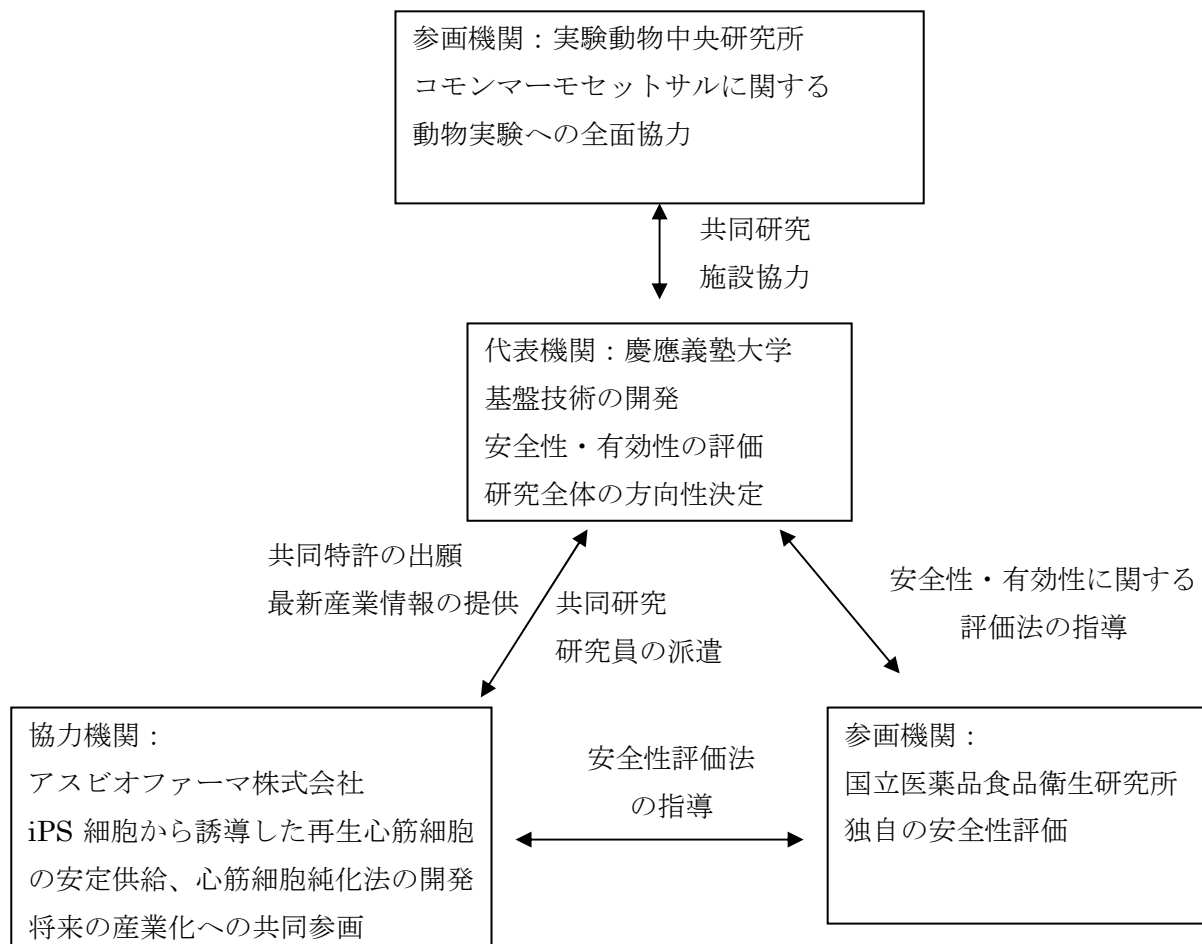 参画機関：実験動物中央研究所
コモンマーモセットサルに関する
動物実験への全面協力
共同研究
施設協力
代表機関：慶應義塾大学
基盤技術の開発
安全性・有効性の評価
研究全体の方向性決定
共同特許の出願
最新産業情報の提供
共同研究
研究員の派遣
安全性・有効性に関する
評価法の指導
協力機関：
アスビオファーマ株式会社
iPS 細胞から誘導した再生心筋細胞
の安定供給、心筋細胞純化法の開発
将来の産業化への共同参画
安全性評価法
の指導
参画機関：
国立医薬品食品衛生研究所
独自の安全性評価